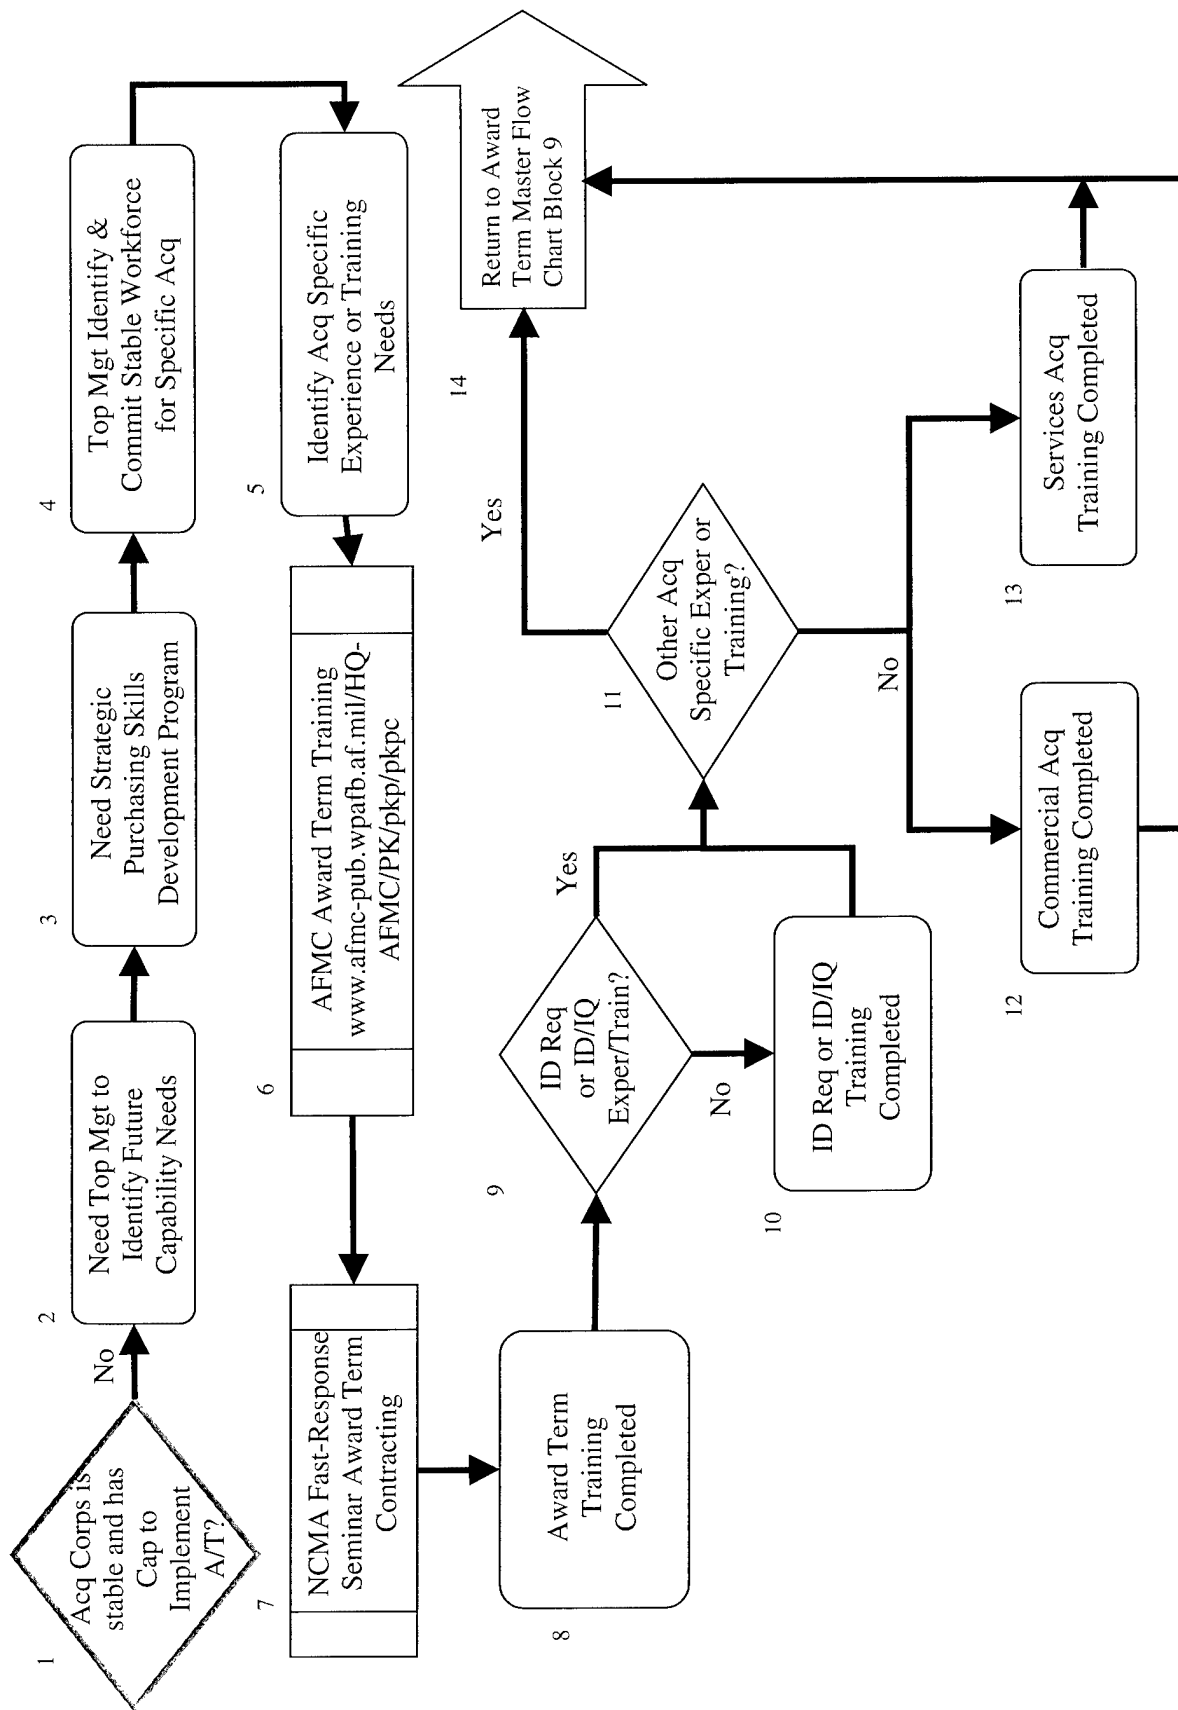 1
Acq Corps is
stable and has
Cap to
Implement
A/T?
No
2
Need Top Mgt to
Identify Future
Capability Needs
3
Need Strategic
Purchasing Skills
Development Program
4
Top Mgt Identify &
Commit Stable Workforce
for Specific Acq
5
Identify Acq Specific
Experience or Training
Needs
6
AFMC Award Term Training
www.afmc-pub.wpafb.af.mil/HQ-
AFMC/PK/pkp/pkpc
7
NCMA Fast-Response
Seminar Award Term
Contracting
8
Award Term
Training
Completed
9
ID Req
or ID/IQ
Exper/Train?
Yes
No
10
ID Req or ID/IQ
Training
Completed
11
Other Acq
Specific Exper or
Training?
Yes
No
12
Commercial Acq
Training Completed
13
Services Acq
Training Completed
14
Return to Award
Term Master Flow
Chart Block 9